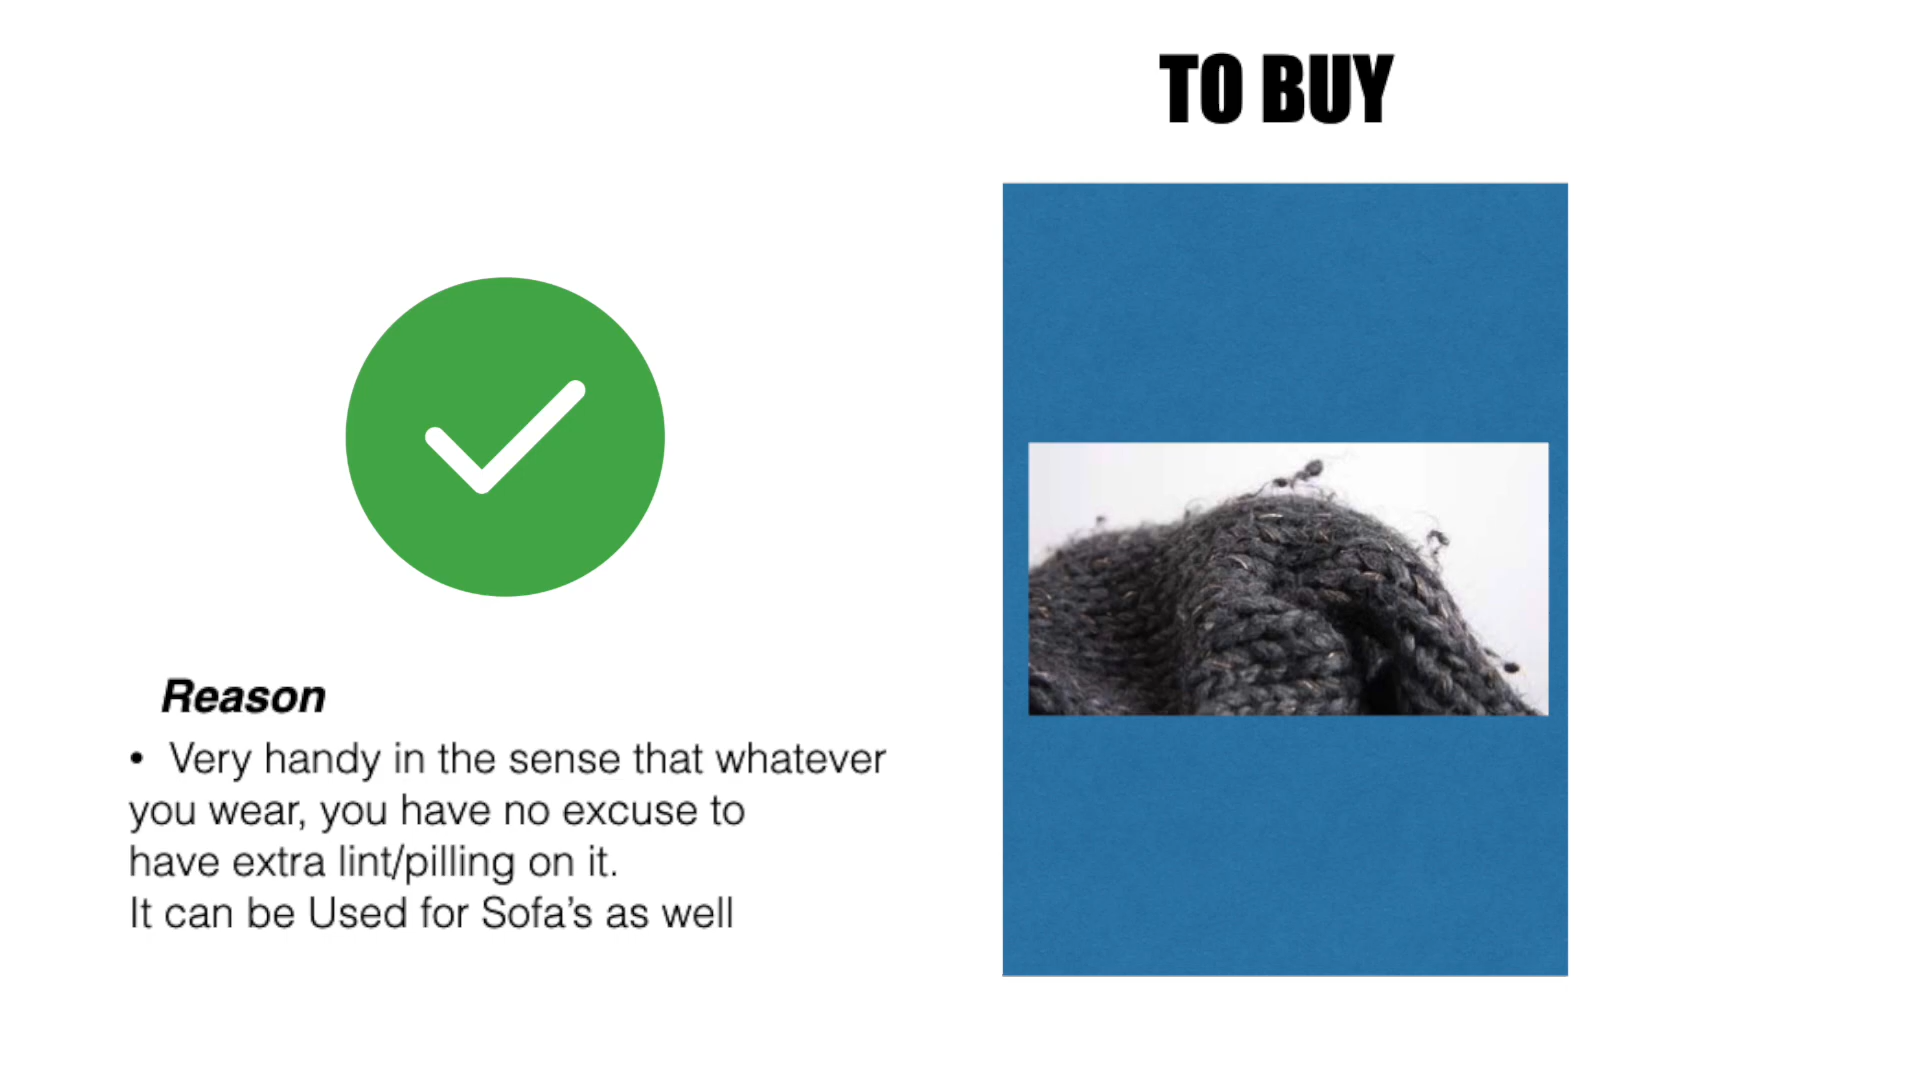 TO BUY
Reason
• Very handy in the sense that whatever
you wear, you have no excuse to
have extra lint/pilling on it.
It can be Used for Sofa's as well